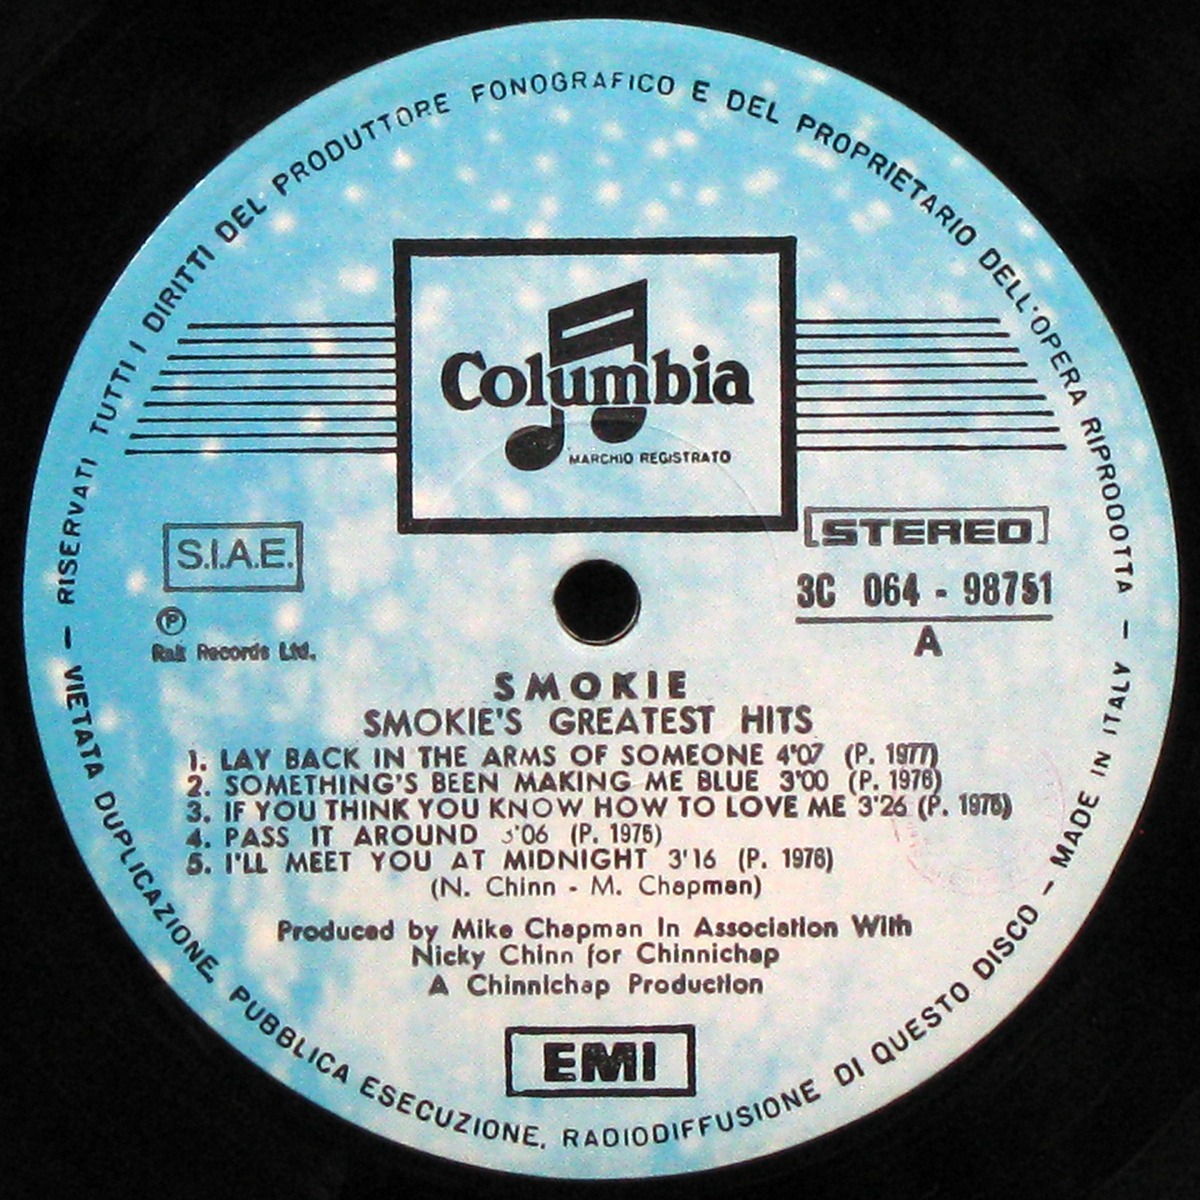 RISERVATI TUTTI I DIRITTI DEL PRODUTTORE FONOGRAFICO E DEL PROPRIETARIO DELL'OPERA RIPRODOTTA —
Columbia
MARCHIO REGISTRATO
S.I.A.E.
STEREO
3C 064 - 98751
A
Ⓟ
Rak Records Ltd.
SMOKIE
SMOKIE'S GREATEST HITS
1. LAY BACK IN THE ARMS OF SOMEONE 4'07 (P. 1977)
2. SOMETHING'S BEEN MAKING ME BLUE 3'00 (P. 1976)
3. IF YOU THINK YOU KNOW HOW TO LOVE ME 3'26 (P. 1975)
4. PASS IT AROUND 3'06 (P. 1975)
5. I'LL MEET YOU AT MIDNIGHT 3'16 (P. 1976)
(N. Chinn - M. Chapman)
Produced by Mike Chapman In Association With
Nicky Chinn for Chinnichap
A Chinnichap Production
EMI
— VIETATA DUPLICAZIONE, PUBBLICA ESECUZIONE, RADIODIFFUSIONE DI QUESTO DISCO — MADE IN ITALY —